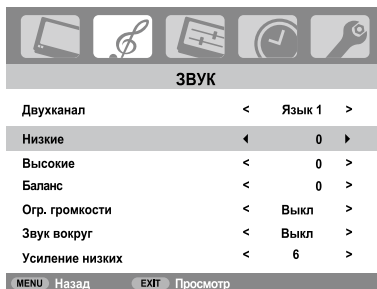 ЗВУК
Двухканал < Язык 1 >
Низкие 0
Высокие < 0 >
Баланс < 0 >
Огр. громкости < Выкл >
Звук вокруг < Выкл >
Усиление низких < 6 >
MENU Назад EXIT Просмотр